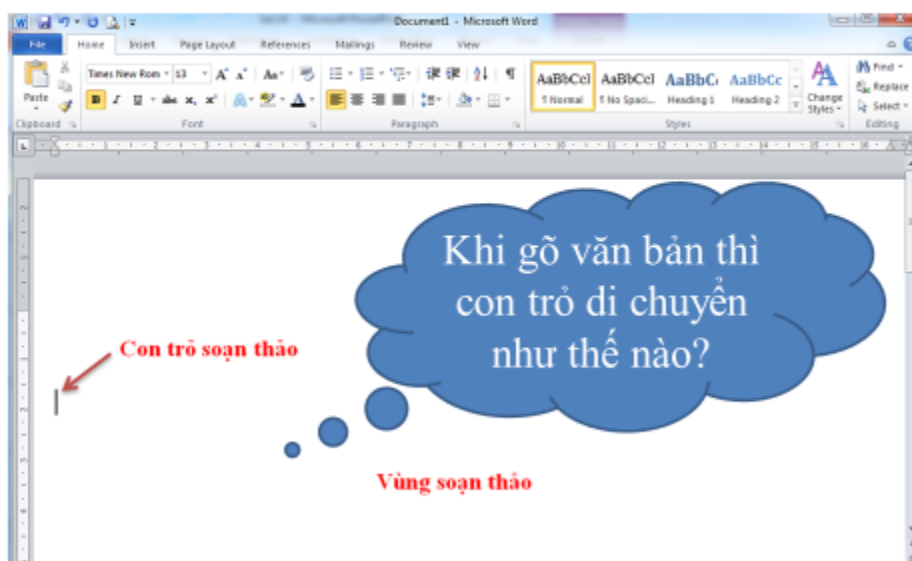 Document1 - Microsoft Word
File Home Insert Page Layout References Mailings Review View
Paste
Times New Rom 13
AaBbCcI AaBbCcI AaBbC AaBbCc
¶ Normal ¶ No Spaci... Heading 1 Heading 2
Change Styles
Find
Replace
Select
Clipboard Font Paragraph Styles Editing
Khi gõ văn bản thì
con trỏ di chuyển
như thế nào?
Con trỏ soạn thảo
Vùng soạn thảo